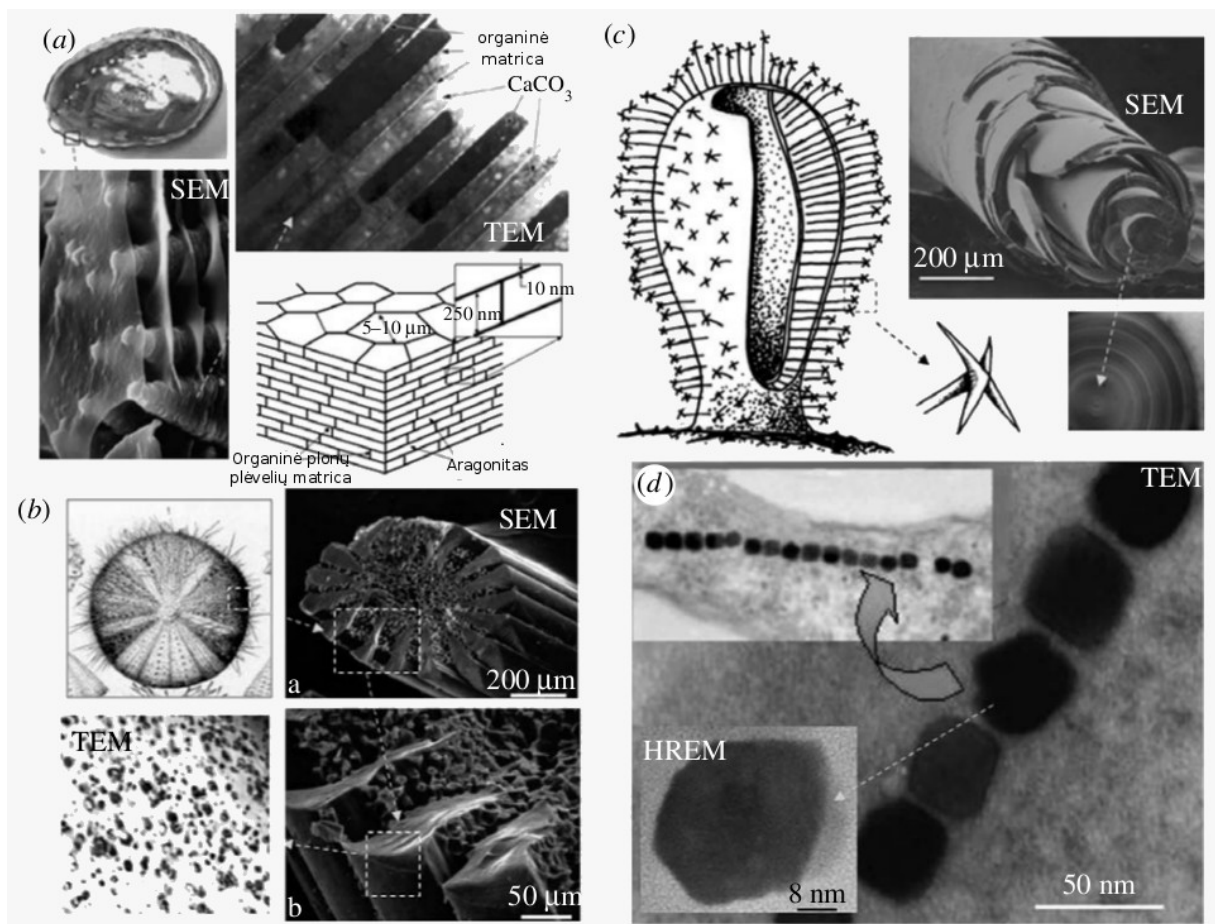 (a)
organinė
matrica
CaCO3
TEM
SEM
10 nm
250 nm
5–10 µm
Organinė plonų
plėvelių matrica
Aragonitas
(b)
SEM
a
200 µm
TEM
b
50 µm
(c)
SEM
200 µm
(d)
TEM
HREM
8 nm
50 nm